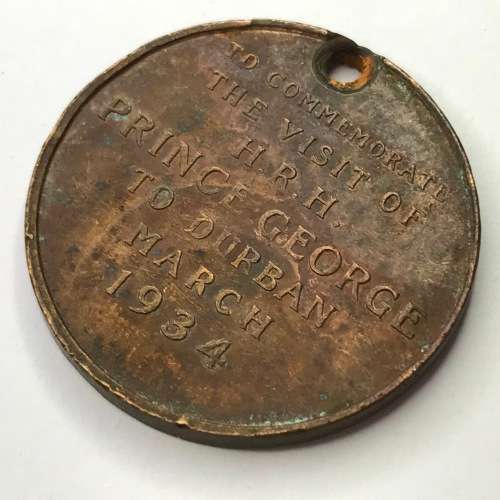 TO COMMEMORATE
THE VISIT OF
H.R.H.
PRINCE GEORGE
TO DURBAN
MARCH
1934